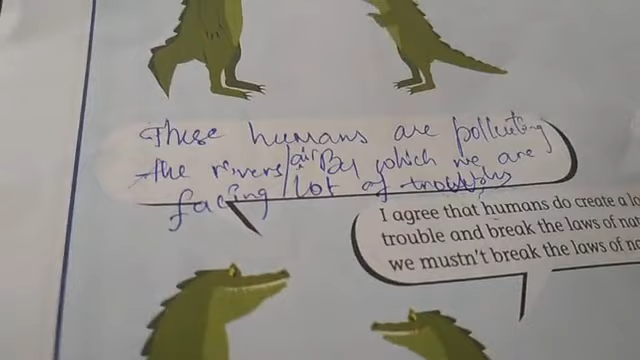 These humans are polluting
the rivers/air By which we are
facing lot of troubles
I agree that humans do create a lo
trouble and break the laws of nat
we mustn't break the laws of na